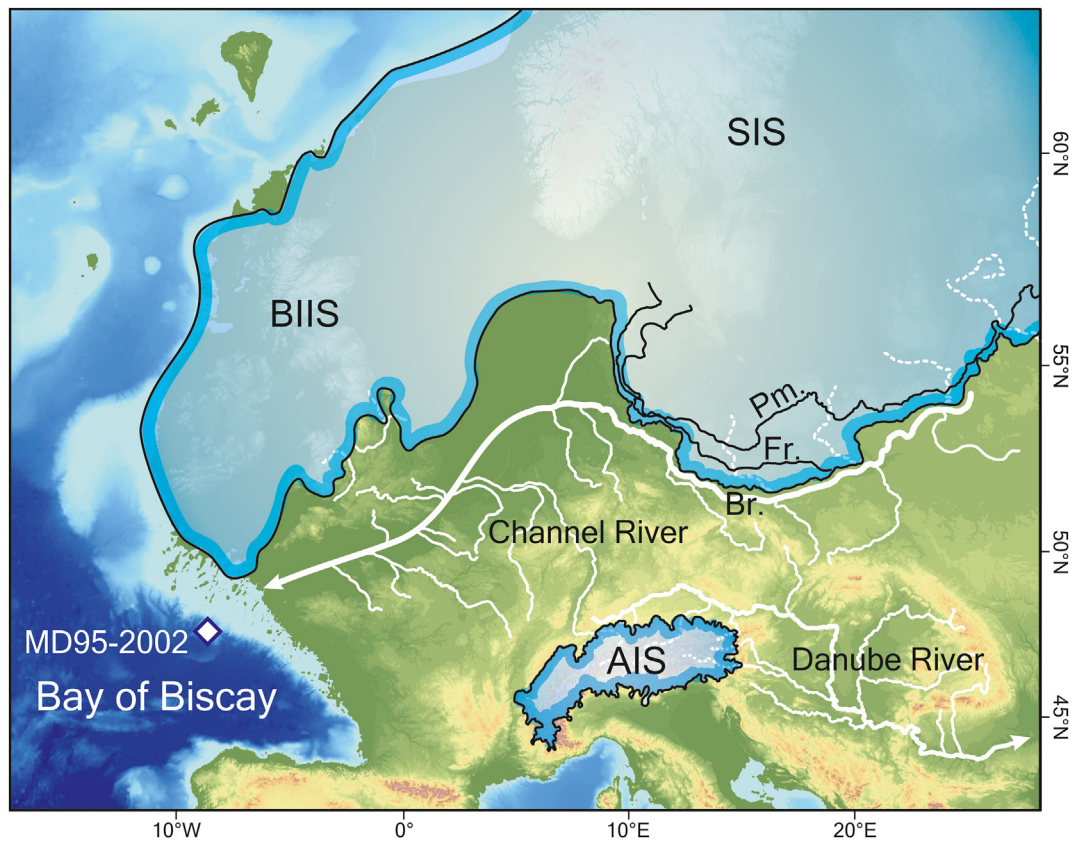 SIS
60°N
BIIS
55°N
Pm.
Fr.
Br.
Channel River
50°N
MD95-2002
AIS
Danube River
Bay of Biscay
45°N
10°W
0°
10°E
20°E